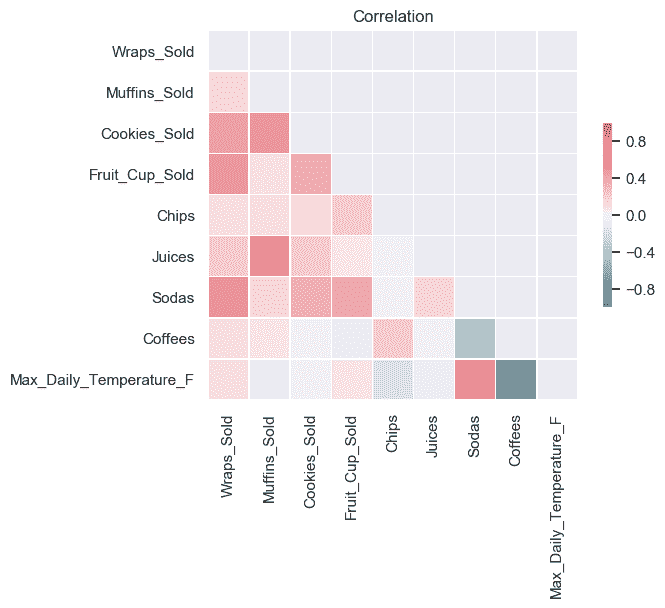 Correlation
Wraps_Sold
Muffins_Sold
Cookies_Sold
Fruit_Cup_Sold
Chips
Juices
Sodas
Coffees
Max_Daily_Temperature_F
0.8
0.4
0.0
−0.4
−0.8
Wraps_Sold
Muffins_Sold
Cookies_Sold
Fruit_Cup_Sold
Chips
Juices
Sodas
Coffees
Max_Daily_Temperature_F